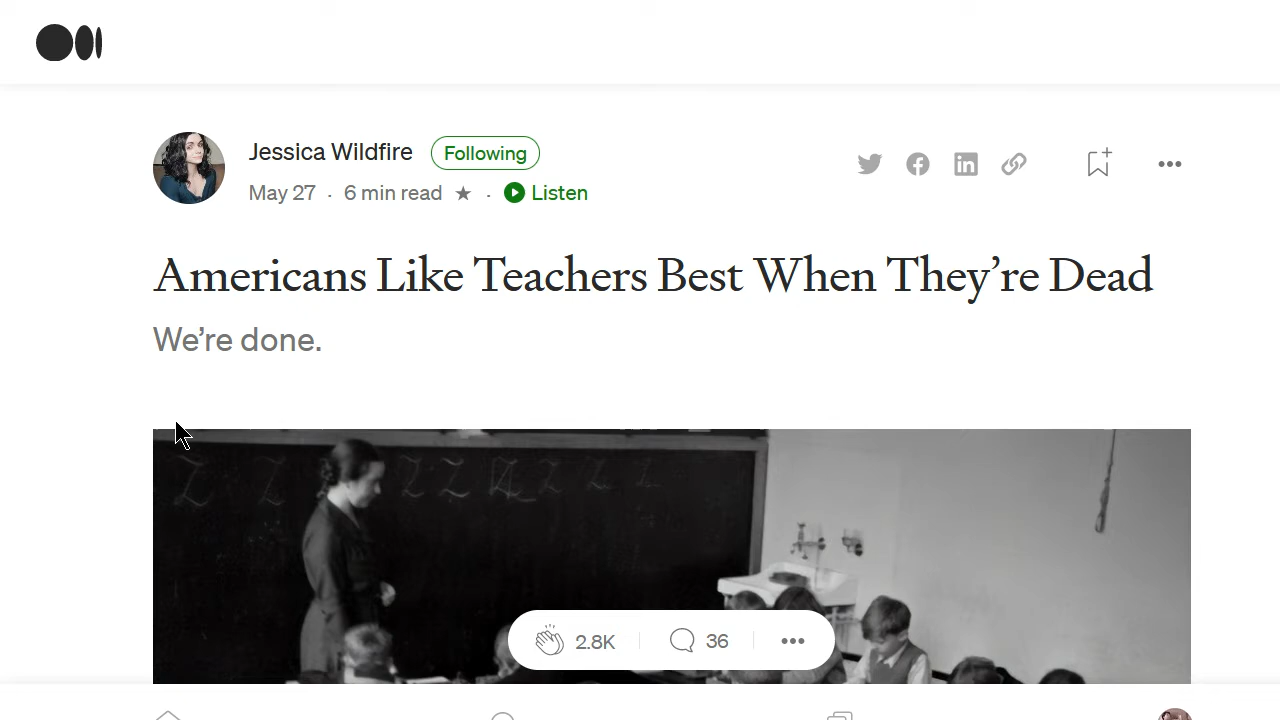 Jessica Wildfire Following
May 27 · 6 min read ★ · Listen
Americans Like Teachers Best When They’re Dead
We’re done.
2.8K 36